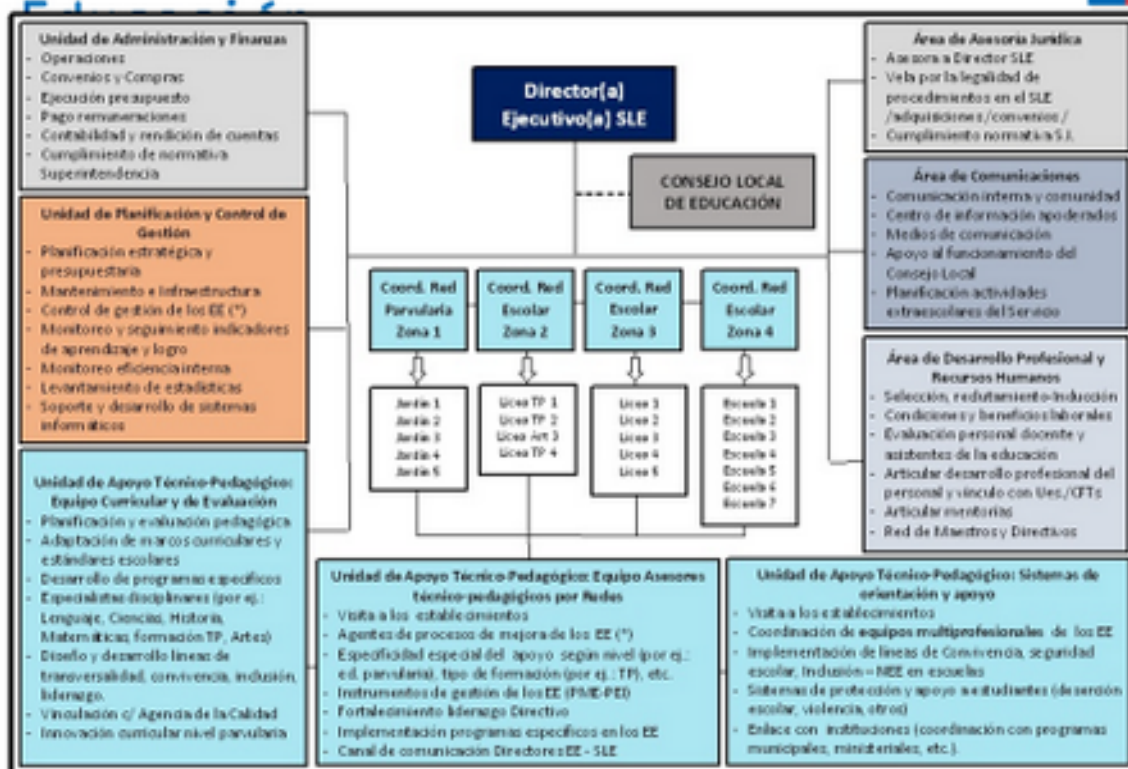 Educación
Unidad de Administración y Finanzas
- Operaciones
- Convenios y Compras
- Ejecución presupuesto
- Pago remuneraciones
- Contabilidad y rendición de cuentas
- Cumplimiento de normativa
Superintendencia
Unidad de Planificación y Control de
Gestión
- Planificación estratégica y
presupuestaria
- Mantenimiento e Infraestructura
- Control de gestión de los EE (*)
- Monitoreo y seguimiento indicadores
de aprendizaje y logro
- Monitoreo eficiencia interna
- Levantamiento de estadísticas
- Soporte y desarrollo de sistemas
informáticos
Unidad de Apoyo Técnico-Pedagógico:
Equipo Curricular y de Evaluación
- Planificación y evaluación pedagógica
- Adaptación de marcos curriculares y
estándares escolares
- Desarrollo de programas específicos
- Especialistas disciplinares (por ej.:
Lenguaje, Ciencias, Historia,
Matemáticas, formación TP, Artes)
- Diseño y desarrollo líneas de
transversalidad, convivencia, inclusión,
liderazgo.
- Vinculación c/ Agencia de la Calidad
- Innovación curricular nivel parvularia
Director(a)
Ejecutivo(a) SLE
CONSEJO LOCAL
DE EDUCACIÓN
Coord. Red
Parvularia
Zona 1
Coord. Red
Escolar
Zona 2
Coord. Red
Escolar
Zona 3
Coord. Red
Escolar
Zona 4
Jardín 1
Jardín 2
Jardín 3
Jardín 4
Jardín 5
Liceo TP 1
Liceo TP 2
Liceo Art 3
Liceo TP 4
Liceo 1
Liceo 2
Liceo 3
Liceo 4
Liceo 5
Escuela 1
Escuela 2
Escuela 3
Escuela 4
Escuela 5
Escuela 6
Escuela 7
Área de Asesoría Jurídica
- Asesora a Director SLE
- Vela por la legalidad de
procedimientos en el SLE
/adquisiciones/convenios/
- Cumplimiento normativa S.I.
Área de Comunicaciones
- Comunicación interna y comunidad
- Centro de información apoderados
- Medios de comunicación
- Apoyo al funcionamiento del
Consejo Local
- Planificación actividades
extraescolares del Servicio
Área de Desarrollo Profesional y
Recursos Humanos
- Selección, reclutamiento-Inducción
- Condiciones y beneficios laborales
- Evaluación personal docente y
asistentes de la educación
- Articular desarrollo profesional del
personal y vínculo con Ues./CFTs
- Articular mentorías
- Red de Maestros y Directivos
Unidad de Apoyo Técnico-Pedagógico: Equipo Asesores
técnico-pedagógicos por Redes
- Visita a los establecimientos
- Agentes de procesos de mejora de los EE (*)
- Especificidad especial del apoyo según nivel (por ej.:
ed. parvularia), tipo de formación (por ej.: TP), etc.
- Instrumentos de gestión de los EE (PME-PEI)
- Fortalecimiento liderazgo Directivo
- Implementación programas específicos en los EE
- Canal de comunicación Directores EE - SLE
Unidad de Apoyo Técnico-Pedagógico: Sistemas de
orientación y apoyo
- Visita a los establecimientos
- Coordinación de equipos multiprofesionales de los EE
- Implementación de líneas de Convivencia, seguridad
escolar, Inclusión – NEE en escuelas
- Sistemas de protección y apoyo a estudiantes (deserción
escolar, violencia, otros)
- Enlace con instituciones (coordinación con programas
municipales, ministeriales, etc.).